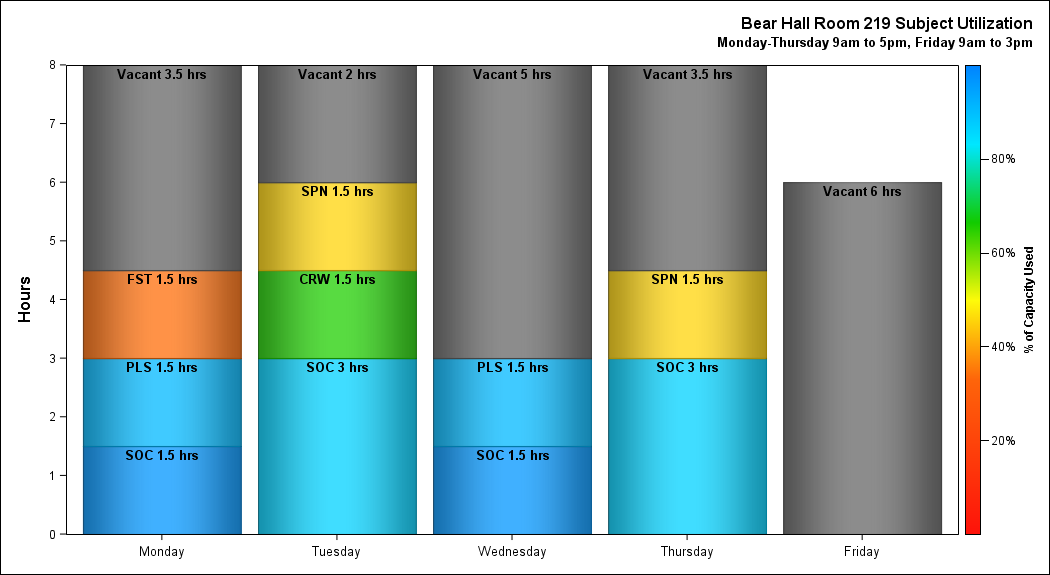 Bear Hall Room 219 Subject Utilization
Monday-Thursday 9am to 5pm, Friday 9am to 3pm
Hours
8
7
6
5
4
3
2
1
0
Vacant 3.5 hrs
FST 1.5 hrs
PLS 1.5 hrs
SOC 1.5 hrs
Vacant 2 hrs
SPN 1.5 hrs
CRW 1.5 hrs
SOC 3 hrs
Vacant 5 hrs
PLS 1.5 hrs
SOC 1.5 hrs
Vacant 3.5 hrs
SPN 1.5 hrs
SOC 3 hrs
Vacant 6 hrs
Monday
Tuesday
Wednesday
Thursday
Friday
80%
60%
40%
20%
% of Capacity Used